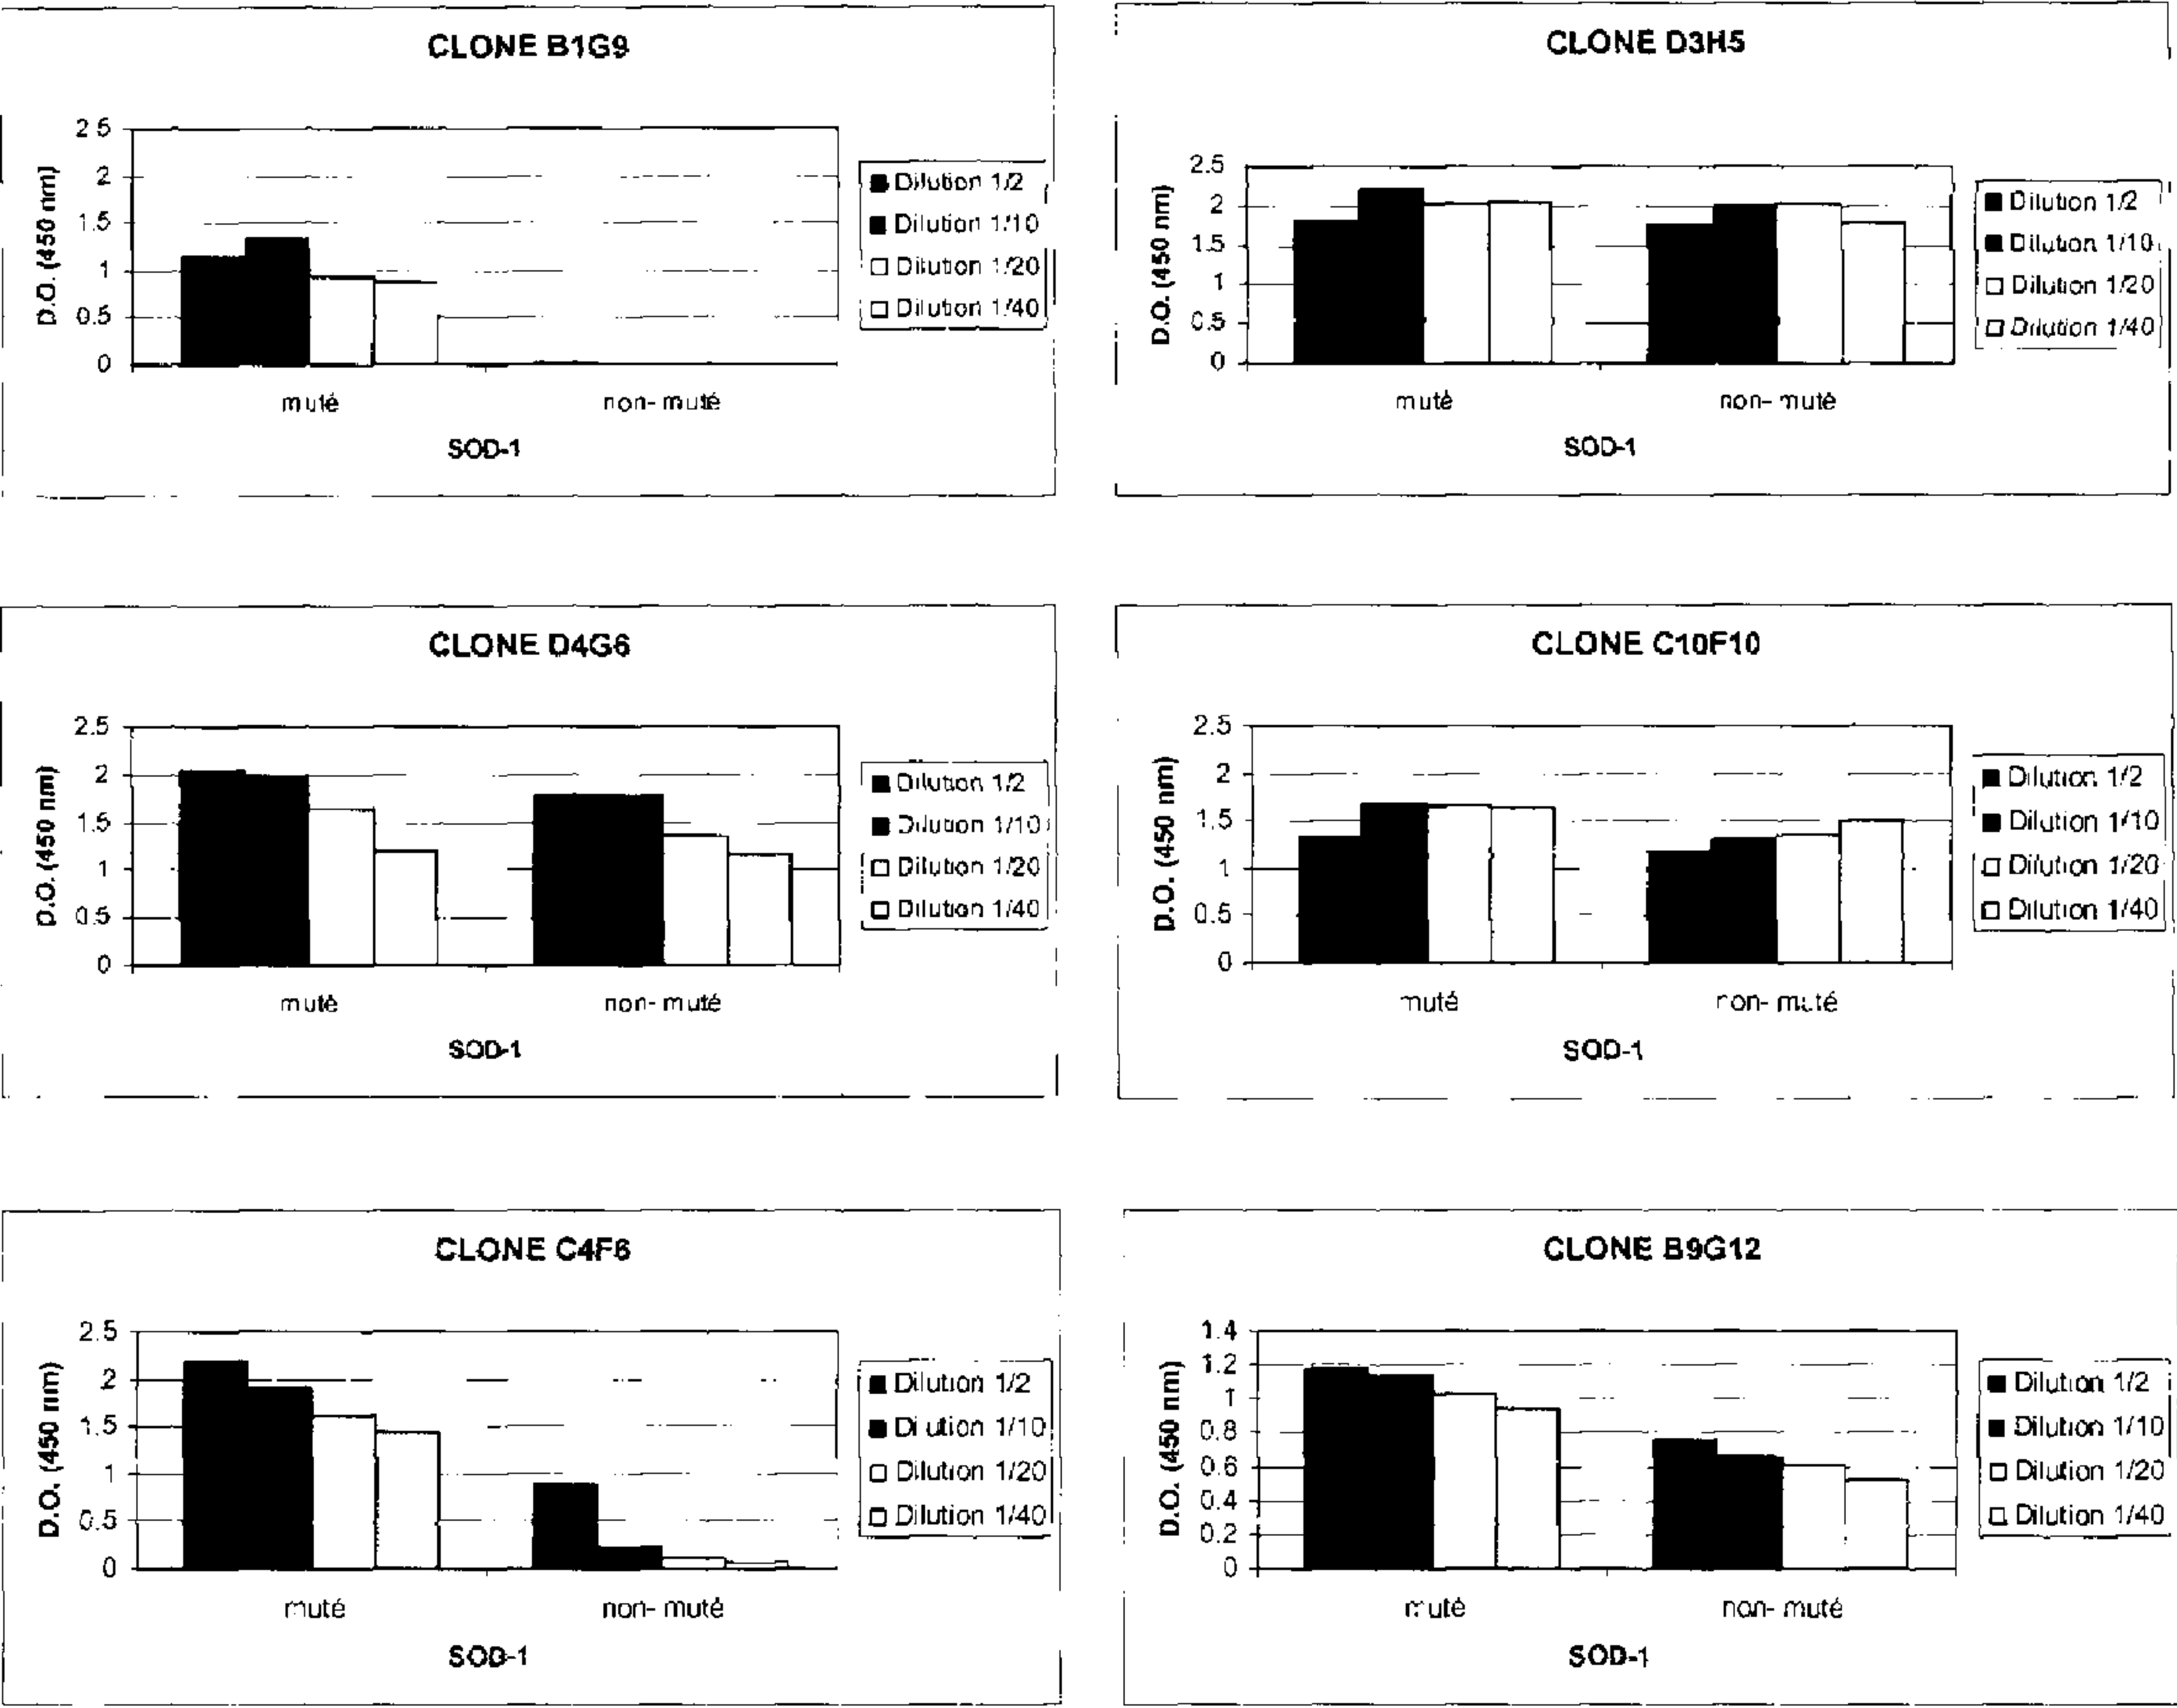 CLONE B1G9
D.O. (450 nm)
2.5
2
1.5
1
0.5
0
muté
non-muté
SOD-1
Dilution 1/2
Dilution 1/10
Dilution 1/20
Dilution 1/40
CLONE D3H5
D.O. (450 nm)
2.5
2
1.5
1
0.5
0
muté
non-muté
SOD-1
Dilution 1/2
Dilution 1/10
Dilution 1/20
Dilution 1/40
CLONE D4G6
D.O. (450 nm)
2.5
2
1.5
1
0.5
0
muté
non-muté
SOD-1
Dilution 1/2
Dilution 1/10
Dilution 1/20
Dilution 1/40
CLONE C10F10
D.O. (450 nm)
2.5
2
1.5
1
0.5
0
muté
non-muté
SOD-1
Dilution 1/2
Dilution 1/10
Dilution 1/20
Dilution 1/40
CLONE C4F6
D.O. (450 nm)
2.5
2
1.5
1
0.5
0
muté
non-muté
SOD-1
Dilution 1/2
Dilution 1/10
Dilution 1/20
Dilution 1/40
CLONE B9G12
D.O. (450 nm)
1.4
1.2
1
0.8
0.6
0.4
0.2
0
muté
non-muté
SOD-1
Dilution 1/2
Dilution 1/10
Dilution 1/20
Dilution 1/40